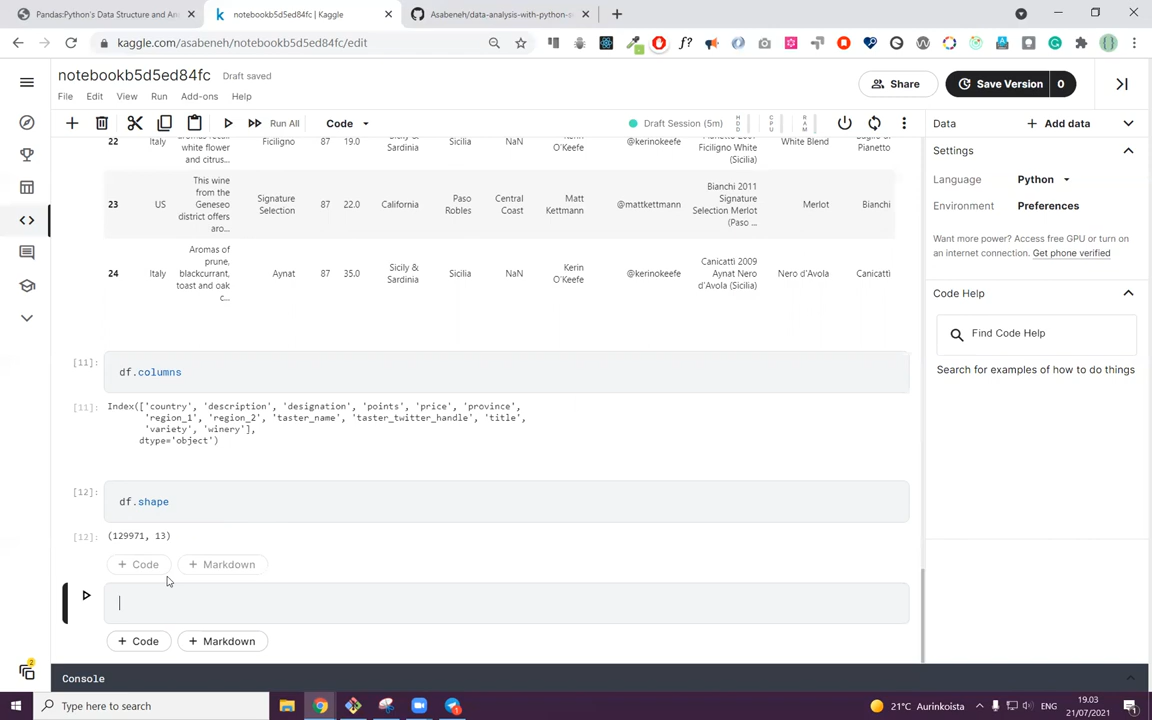 Pandas:Python's Data Structure and An
notebookb5d5ed84fc | Kaggle
Asabeneh/data-analysis-with-python-
kaggle.com/asabeneh/notebookb5d5ed84fc/edit
notebookb5d5ed84fc
Draft saved
Share
Save Version
0
File
Edit
View
Run
Add-ons
Help
Run All
Code
Draft Session (5m)
HDD
CPU
RAM
Data
+ Add data
22 Italy white flower and citrus... Ficiligno 87 19.0 Sicily & Sardinia Sicilia NaN Kerin O'Keefe @kerinokeefe Ficiligno White (Sicilia) White Blend Pianetto
23 US This wine from the Geneseo district offers aro... Signature Selection 87 22.0 California Paso Robles Central Coast Matt Kettmann @mattkettmann Bianchi 2011 Signature Selection Merlot (Paso ... Merlot Bianchi
24 Italy Aromas of prune, blackcurrant, toast and oak c... Aynat 87 35.0 Sicily & Sardinia Sicilia NaN Kerin O'Keefe @kerinokeefe Canicatti 2009 Aynat Nero d'Avola (Sicilia) Nero d'Avola Canicatti
[11]:
df.columns
[11]:
Index(['country', 'description', 'designation', 'points', 'price', 'province',
'region_1', 'region_2', 'taster_name', 'taster_twitter_handle', 'title',
'variety', 'winery'],
dtype='object')
[12]:
df.shape
[12]:
(129971, 13)
+ Code
+ Markdown
+ Code
+ Markdown
Console
Settings
Language
Python
Environment
Preferences
Want more power? Access free GPU or turn on
an internet connection. Get phone verified
Code Help
Find Code Help
Search for examples of how to do things
Type here to search
21°C Aurinkoista
ENG
19.03
21/07/2021